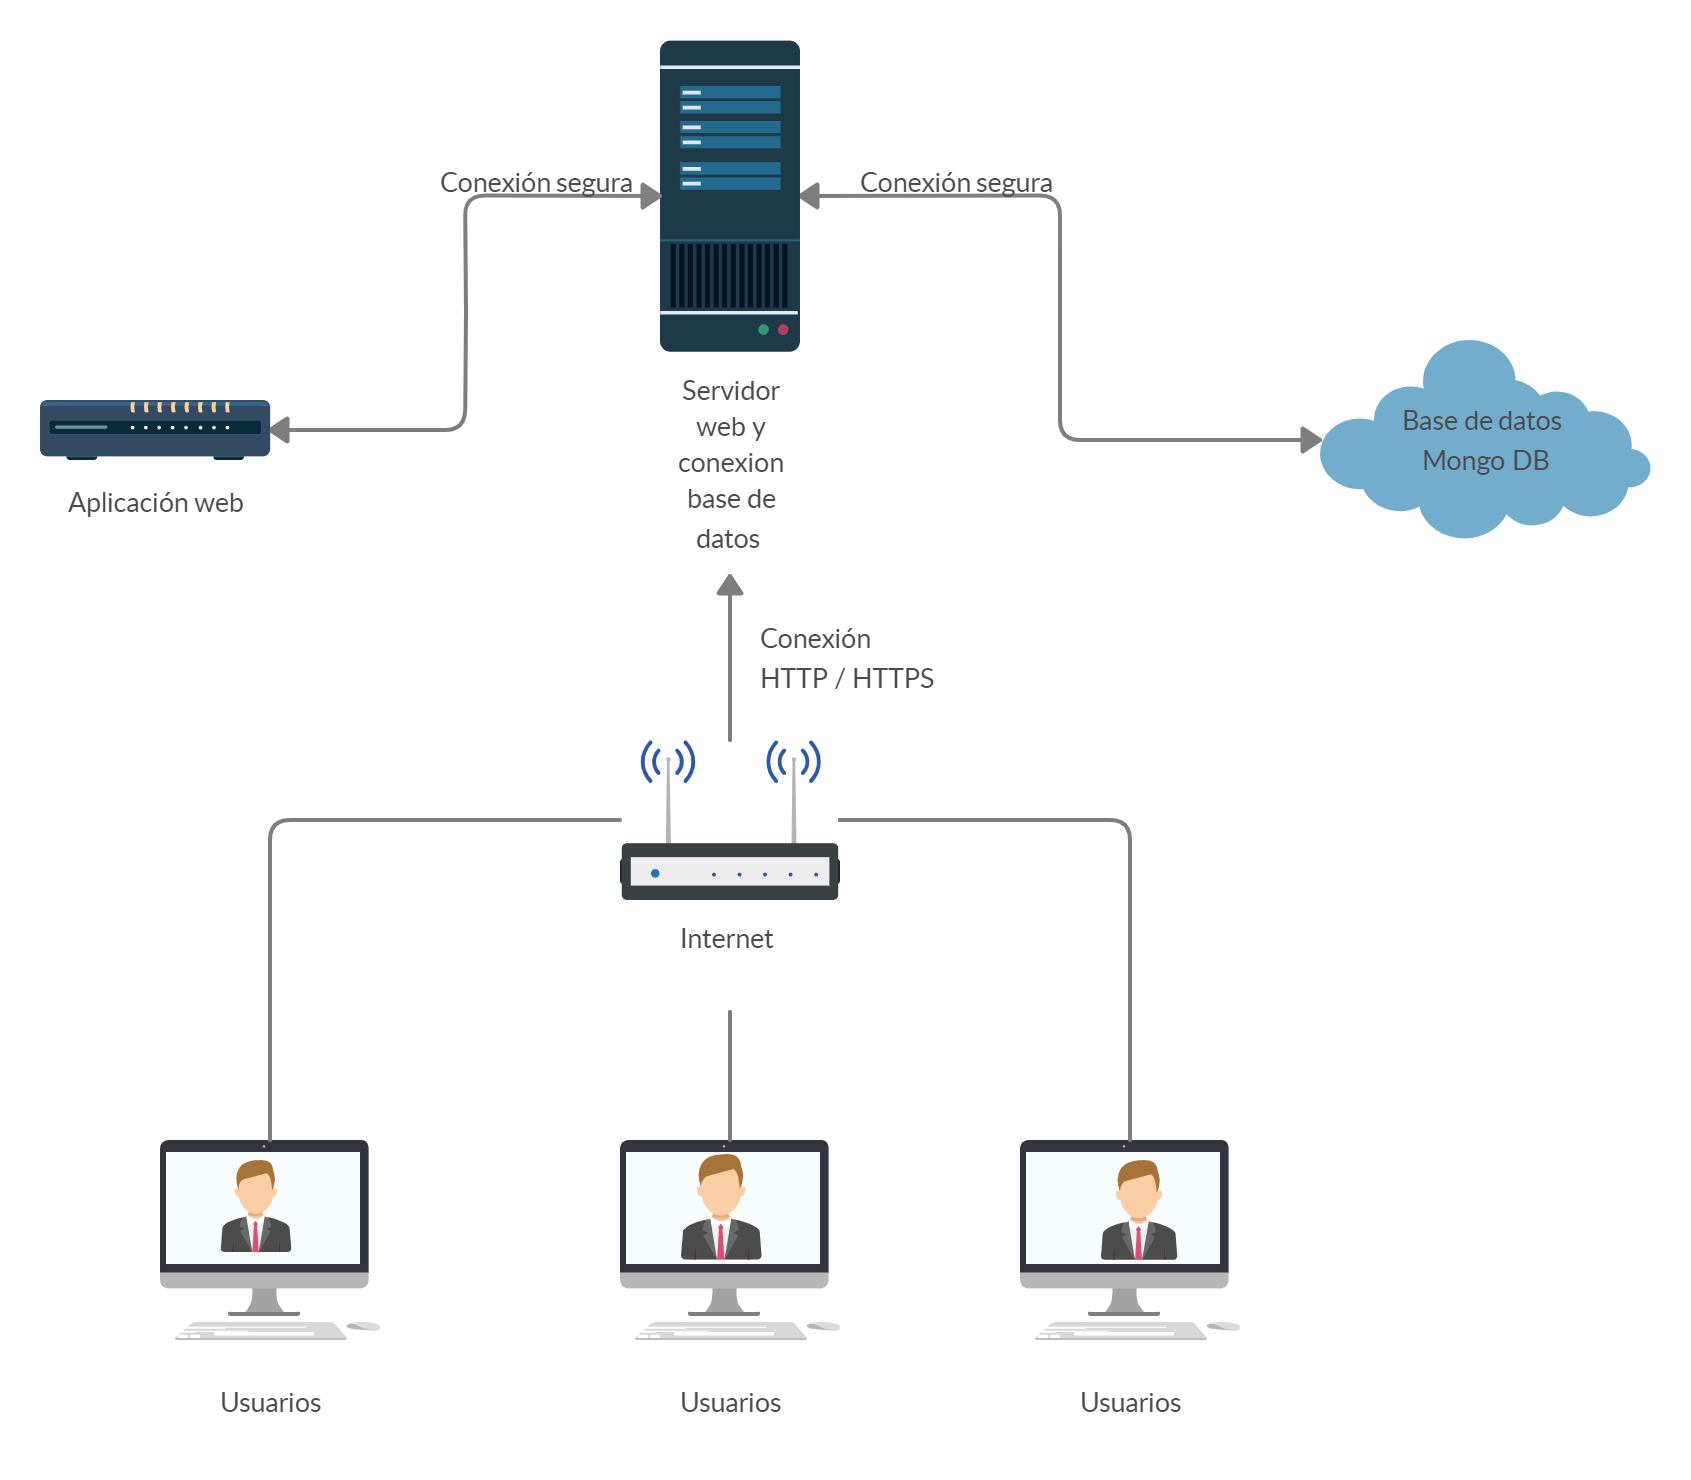 Conexión segura
Conexión segura
Servidor
web y
conexion
base de
datos
Base de datos
Mongo DB
Aplicación web
Conexión
HTTP / HTTPS
Internet
Usuarios
Usuarios
Usuarios